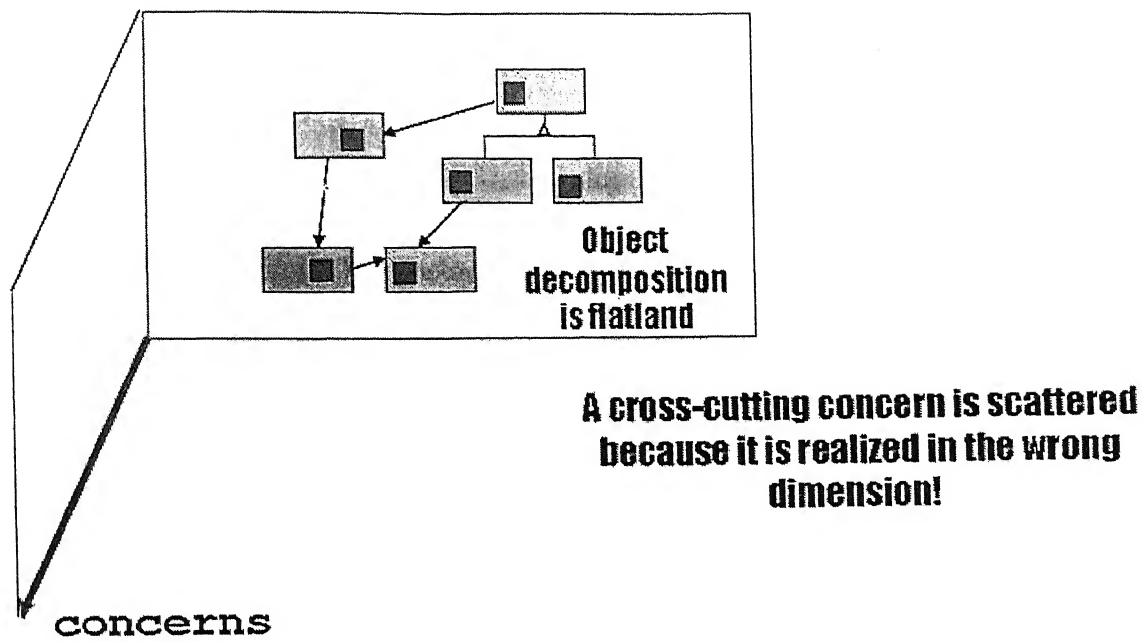 Object
decomposition
is flatland
A cross-cutting concern is scattered
because it is realized in the wrong
dimension!
concerns